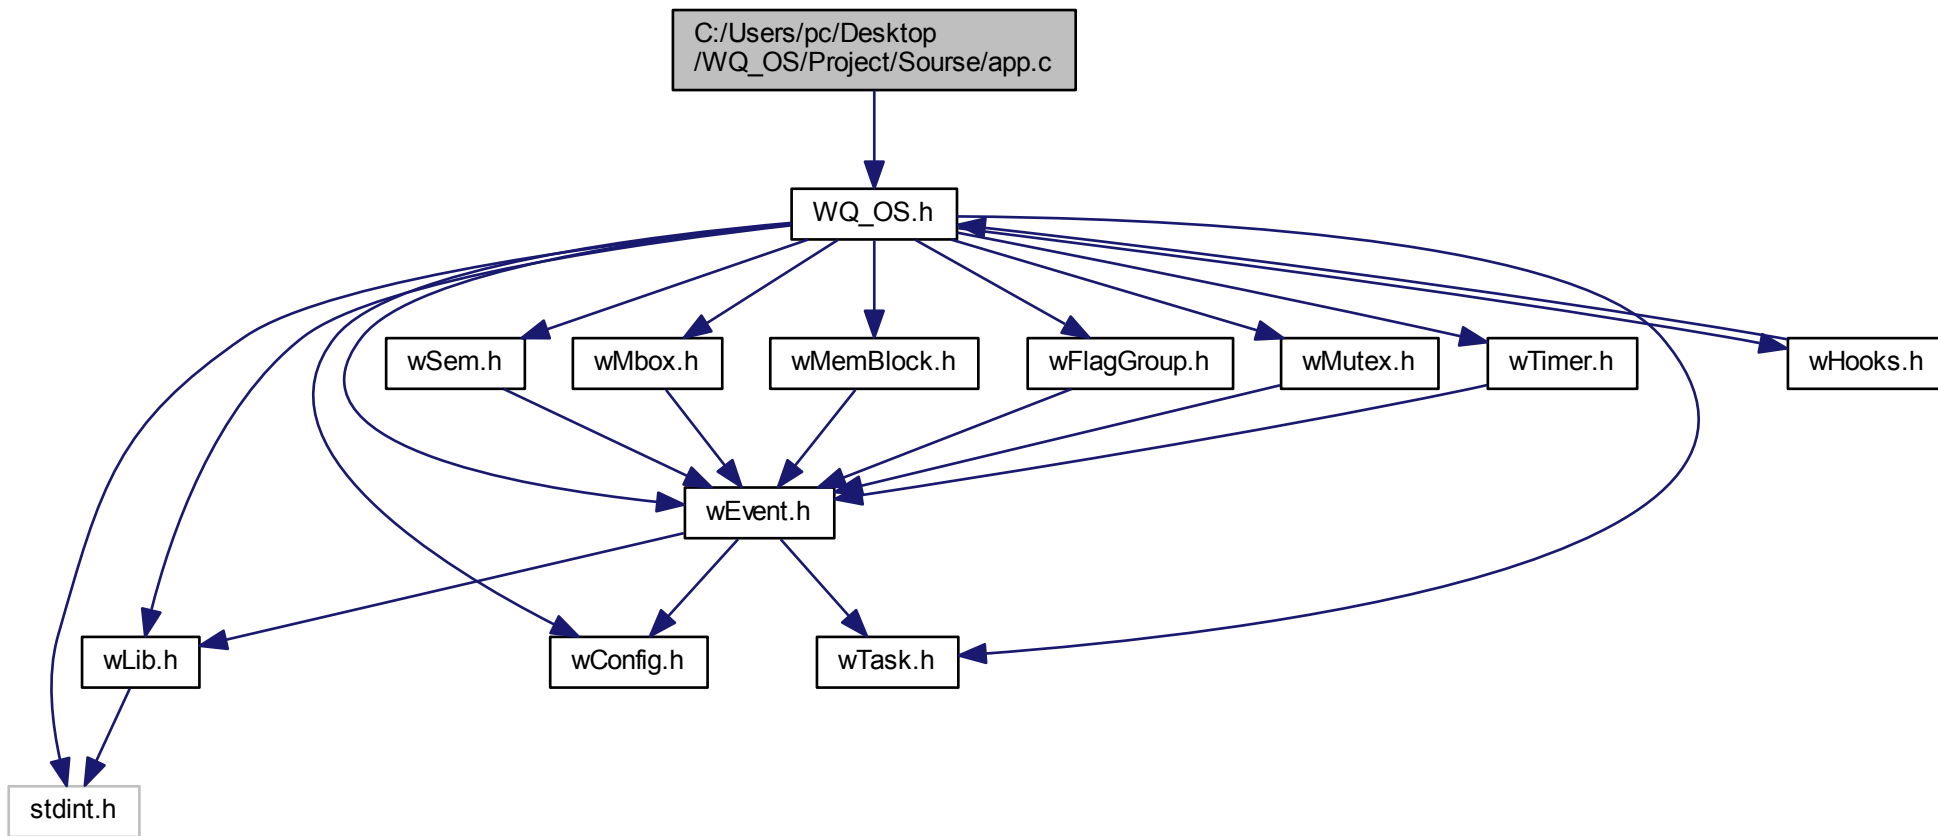 C:/Users/pc/Desktop
/WQ_OS/Project/Sourse/app.c
WQ_OS.h
wSem.h
wMbox.h
wMemBlock.h
wFlagGroup.h
wMutex.h
wTimer.h
wHooks.h
wEvent.h
wLib.h
wConfig.h
wTask.h
stdint.h